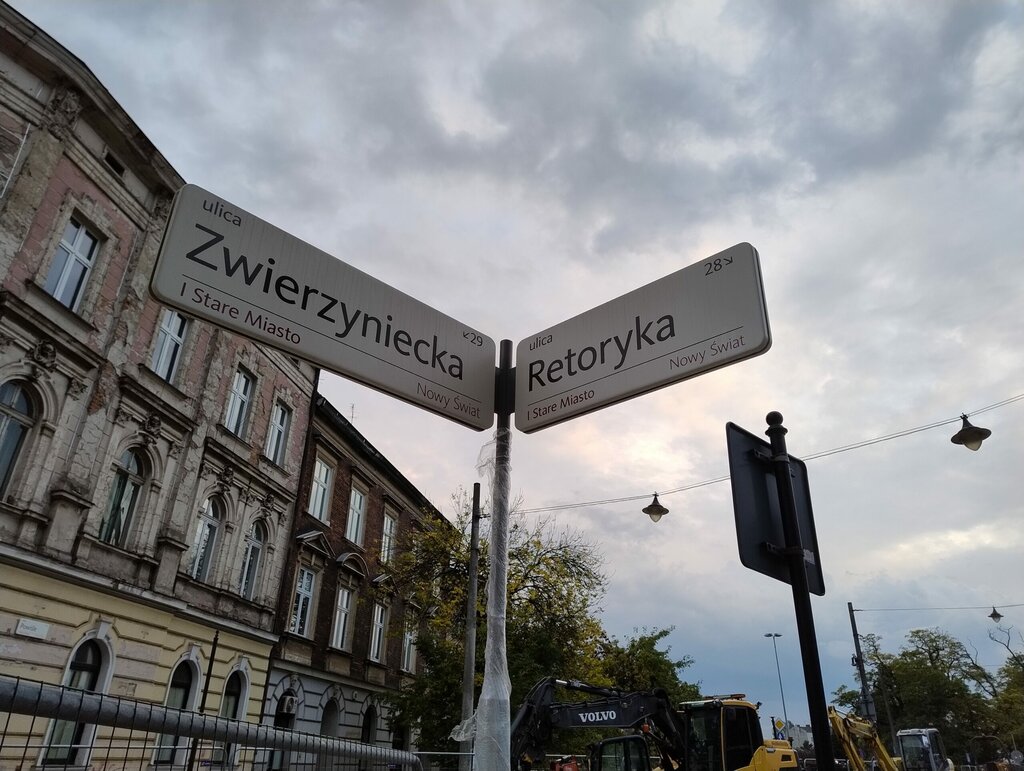 ulica
Zwierzyniecka
↖29
I Stare Miasto
Nowy Świat
28↘
ulica
Retoryka
I Stare Miasto
Nowy Świat
VOLVO